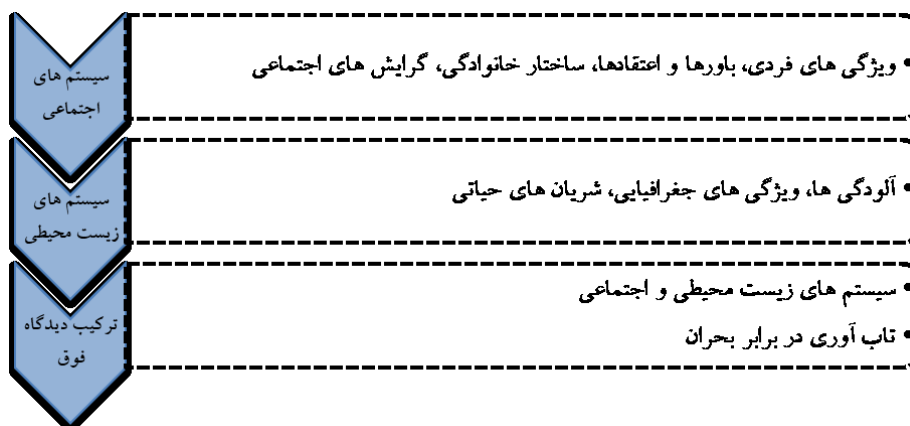 سیستم های
اجتماعی
• ویژگی های فردی، باورها و اعتقادها، ساختار خانوادگی، گرایش های اجتماعی
سیستم های
زیست محیطی
• آلودگی ها، ویژگی های جغرافیایی، شریان های حیاتی
ترکیب دیدگاه
فوق
• سیستم های زیست محیطی و اجتماعی
• تاب آوری در برابر بحران